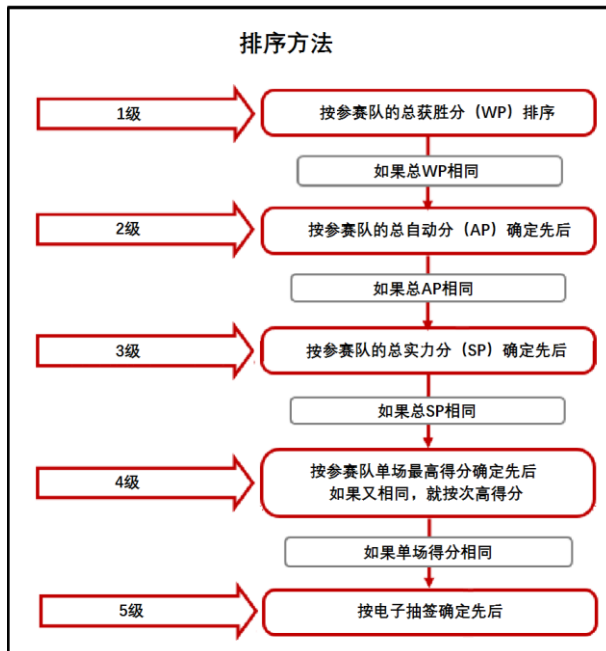 排序方法
1级
按参赛队的总获胜分（WP）排序
如果总WP相同
2级
按参赛队的总自动分（AP）确定先后
如果总AP相同
3级
按参赛队的总实力分（SP）确定先后
如果总SP相同
4级
按参赛队单场最高得分确定先后
如果又相同，就按次高得分
如果单场得分相同
5级
按电子抽签确定先后